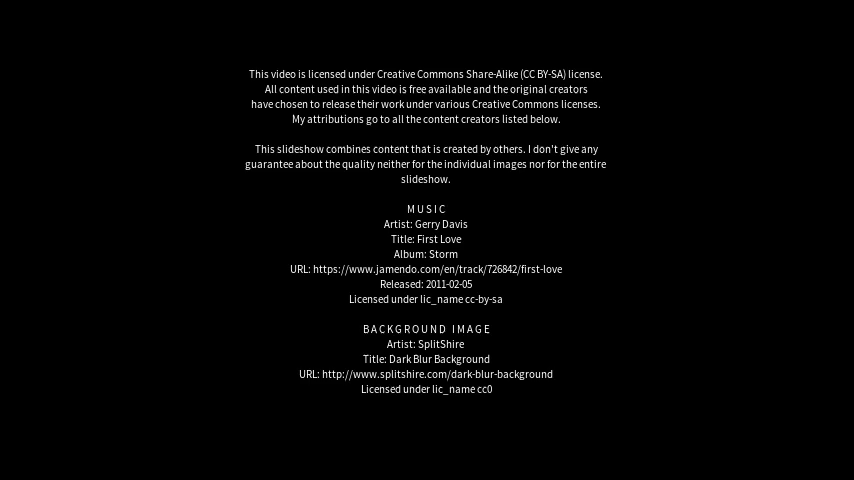 This video is licensed under Creative Commons Share-Alike (CC BY-SA) license.
All content used in this video is free available and the original creators
have chosen to release their work under various Creative Commons licenses.
My attributions go to all the content creators listed below.
This slideshow combines content that is created by others. I don't give any
guarantee about the quality neither for the individual images nor for the entire
slideshow.
MUSIC
Artist: Gerry Davis
Title: First Love
Album: Storm
URL: https://www.jamendo.com/en/track/726842/first-love
Released: 2011-02-05
Licensed under lic_name cc-by-sa
BACKGROUND IMAGE
Artist: SplitShire
Title: Dark Blur Background
URL: http://www.splitshire.com/dark-blur-background
Licensed under lic_name cc0